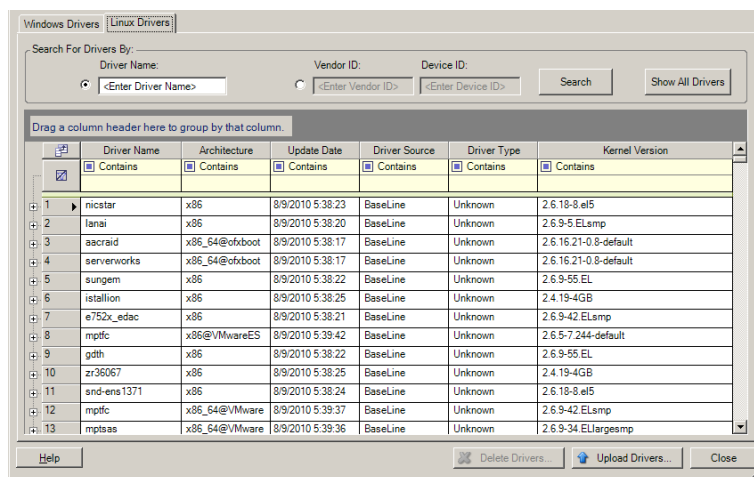 Windows Drivers Linux Drivers
Search For Drivers By:
Driver Name: Vendor ID: Device ID:
<Enter Driver Name> <Enter Vendor ID> <Enter Device ID> Search Show All Drivers
Drag a column header here to group by that column.
Driver Name Architecture Update Date Driver Source Driver Type Kernel Version
Contains Contains Contains Contains Contains Contains
1 nicstar x86 8/9/2010 5:38:23 BaseLine Unknown 2.6.18-8.el5
2 lanai x86 8/9/2010 5:38:20 BaseLine Unknown 2.6.9-5.ELsmp
3 aacraid x86_64@ofxboot 8/9/2010 5:38:17 BaseLine Unknown 2.6.16.21-0.8-default
4 serverworks x86_64@ofxboot 8/9/2010 5:38:17 BaseLine Unknown 2.6.16.21-0.8-default
5 sungem x86 8/9/2010 5:38:22 BaseLine Unknown 2.6.9-55.EL
6 istallion x86 8/9/2010 5:38:25 BaseLine Unknown 2.4.19-4GB
7 e752x_edac x86 8/9/2010 5:38:21 BaseLine Unknown 2.6.9-42.ELsmp
8 mptfc x86@VMwareES 8/9/2010 5:39:42 BaseLine Unknown 2.6.5-7.244-default
9 gdth x86 8/9/2010 5:38:22 BaseLine Unknown 2.6.9-55.EL
10 zr36067 x86 8/9/2010 5:38:25 BaseLine Unknown 2.4.19-4GB
11 snd-ens1371 x86 8/9/2010 5:38:24 BaseLine Unknown 2.6.18-8.el5
12 mptfc x86_64@VMware 8/9/2010 5:39:37 BaseLine Unknown 2.6.9-42.ELsmp
13 mptsas x86_64@VMware 8/9/2010 5:39:36 BaseLine Unknown 2.6.9-34.ELlargesmp
Help Delete Drivers... Upload Drivers... Close